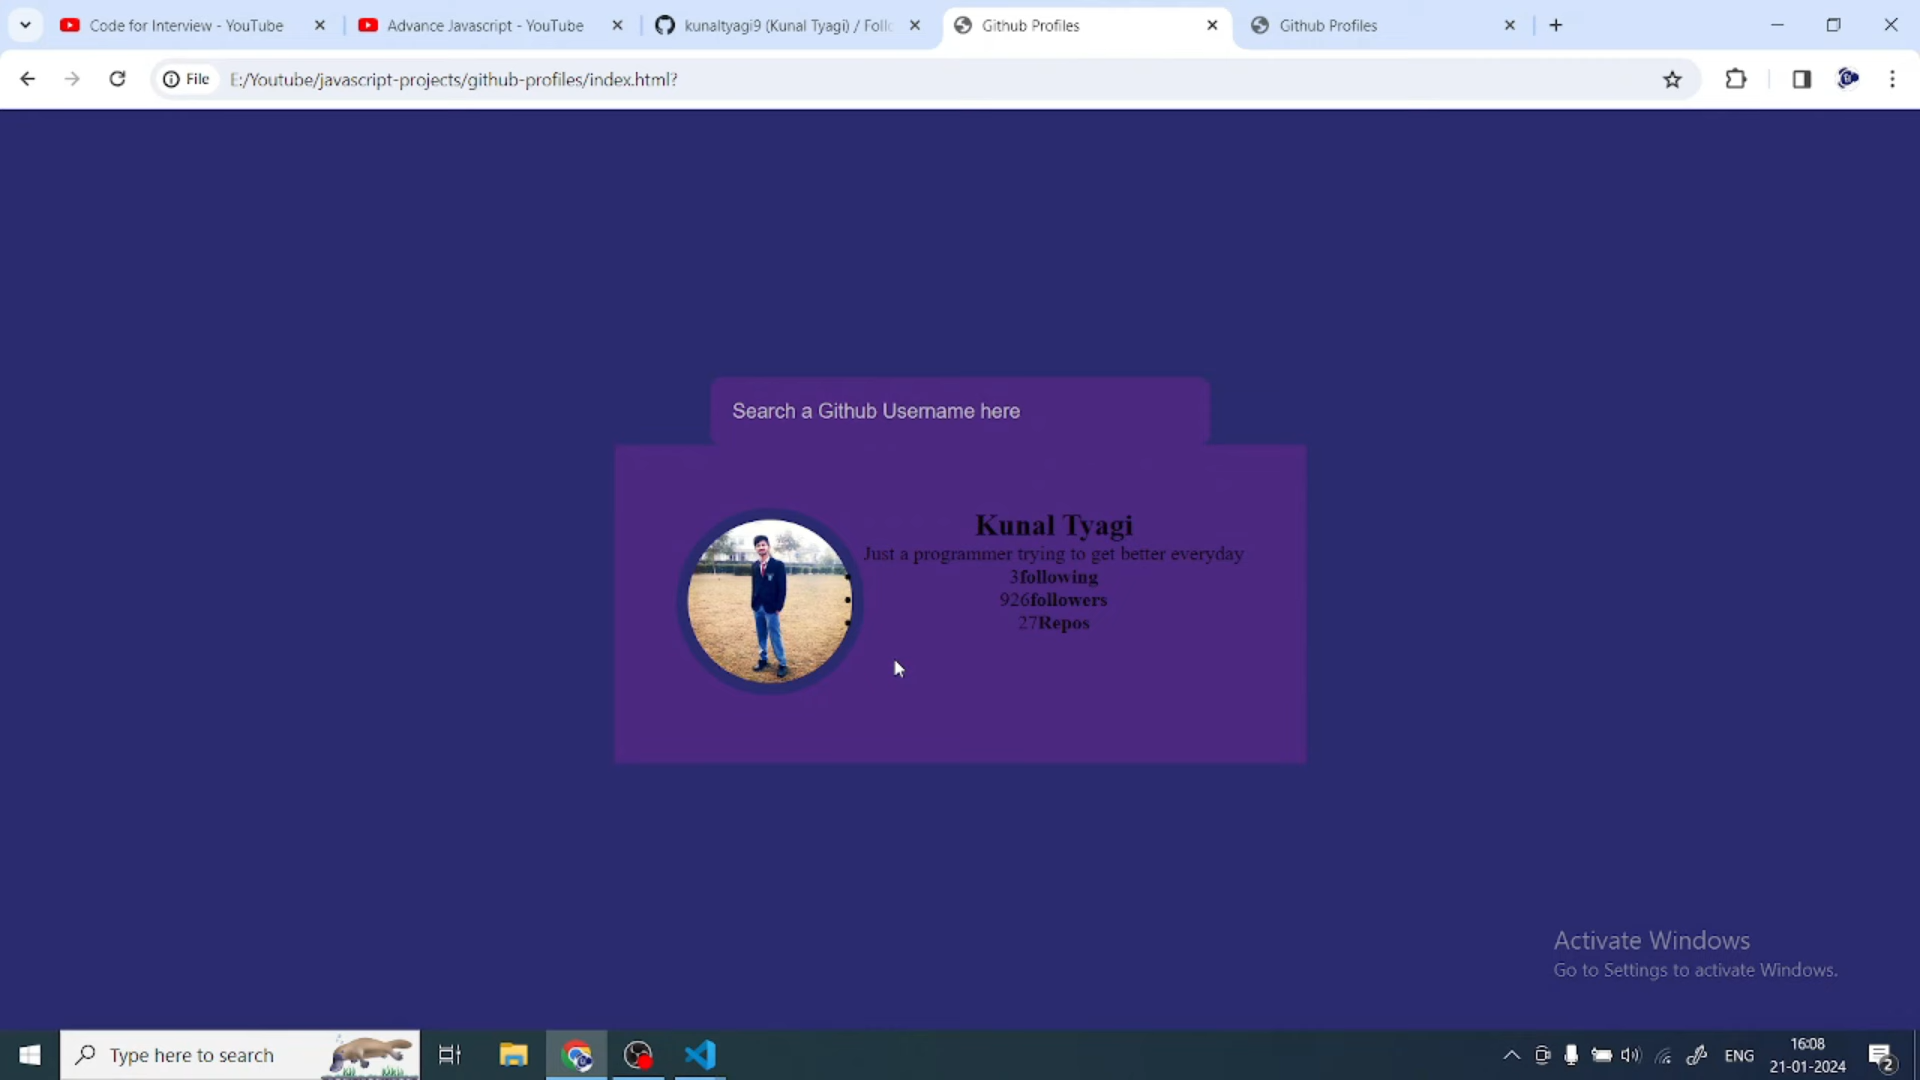 Code for Interview - YouTube
Advance Javascript - YouTube
kunaltyagi9 (Kunal Tyagi) / Follo
Github Profiles
Github Profiles
File
E:/Youtube/javascript-projects/github-profiles/index.html?
Search a Github Username here
Kunal Tyagi
Just a programmer trying to get better everyday
3following
926followers
27Repos
Activate Windows
Go to Settings to activate Windows.
Type here to search
ENG
16:08
21-01-2024
2